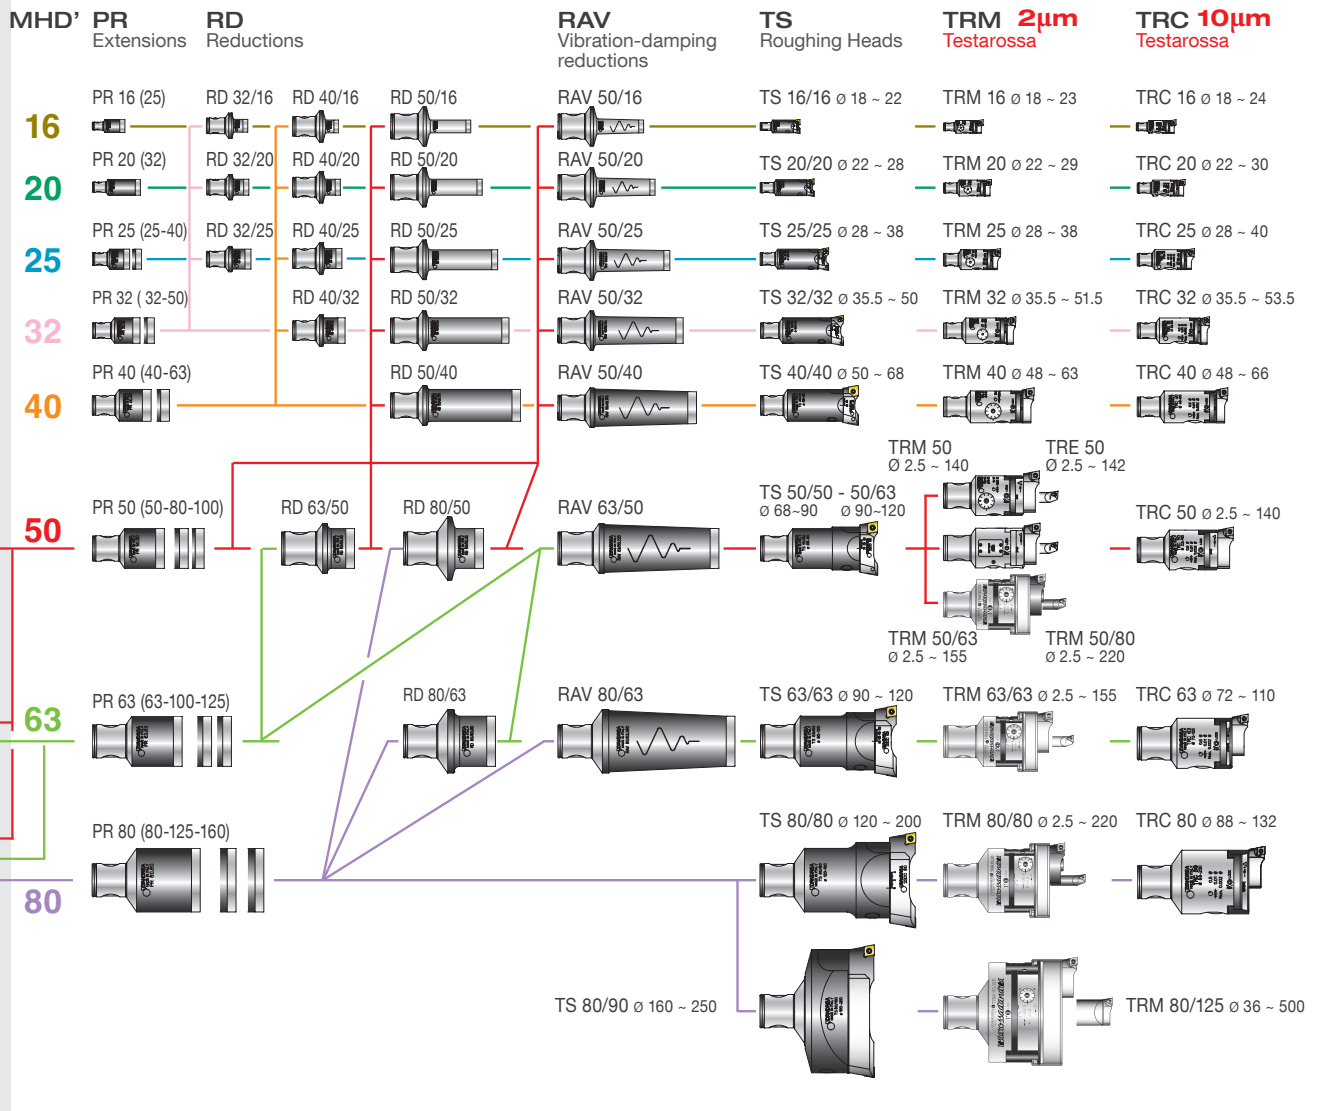 MHD' PR RD RAV TS TRM 2µm TRC 10µm
Extensions Reductions Vibration-damping Roughing Heads Testarossa Testarossa
reductions
PR 16 (25) RD 32/16 RD 40/16 RD 50/16 RAV 50/16 TS 16/16 Ø 18 ~ 22 TRM 16 Ø 18 ~ 23 TRC 16 Ø 18 ~ 24
16
PR 20 (32) RD 32/20 RD 40/20 RD 50/20 RAV 50/20 TS 20/20 Ø 22 ~ 28 TRM 20 Ø 22 ~ 29 TRC 20 Ø 22 ~ 30
20
PR 25 (25-40) RD 32/25 RD 40/25 RD 50/25 RAV 50/25 TS 25/25 Ø 28 ~ 38 TRM 25 Ø 28 ~ 38 TRC 25 Ø 28 ~ 40
25
PR 32 ( 32-50) RD 40/32 RD 50/32 RAV 50/32 TS 32/32 Ø 35.5 ~ 50 TRM 32 Ø 35.5 ~ 51.5 TRC 32 Ø 35.5 ~ 53.5
32
PR 40 (40-63) RD 50/40 RAV 50/40 TS 40/40 Ø 50 ~ 68 TRM 40 Ø 48 ~ 63 TRC 40 Ø 48 ~ 66
40
TRM 50 TRE 50
Ø 2.5 ~ 140 Ø 2.5 ~ 142
PR 50 (50-80-100) RD 63/50 RD 80/50 RAV 63/50 TS 50/50 - 50/63 TRC 50 Ø 2.5 ~ 140
Ø 68~90 Ø 90~120
50
TRM 50/63 TRM 50/80
Ø 2.5 ~ 155 Ø 2.5 ~ 220
PR 63 (63-100-125) RD 80/63 RAV 80/63 TS 63/63 Ø 90 ~ 120 TRM 63/63 Ø 2.5 ~ 155 TRC 63 Ø 72 ~ 110
63
PR 80 (80-125-160) TS 80/80 Ø 120 ~ 200 TRM 80/80 Ø 2.5 ~ 220 TRC 80 Ø 88 ~ 132
80
TS 80/90 Ø 160 ~ 250 TRM 80/125 Ø 36 ~ 500